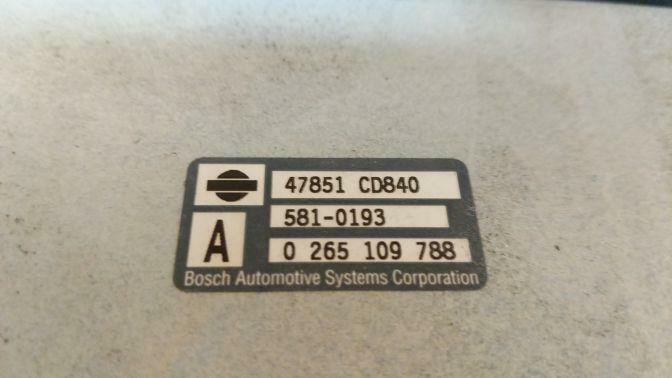 47851 CD840
581-0193
A
0 265 109 788
Bosch Automotive Systems Corporation